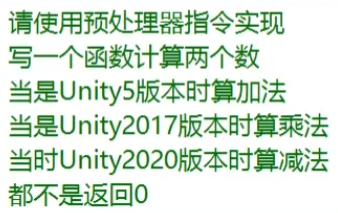 请使用预处理器指令实现
写一个函数计算两个数
当是Unity5版本时算加法
当是Unity2017版本时算乘法
当时Unity2020版本时算减法
都不是返回0